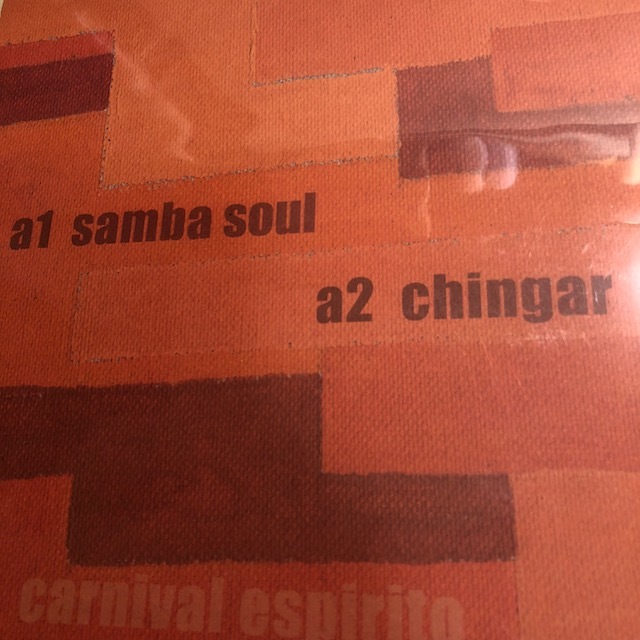 a1 samba soul
a2 chingar
carnival espirito